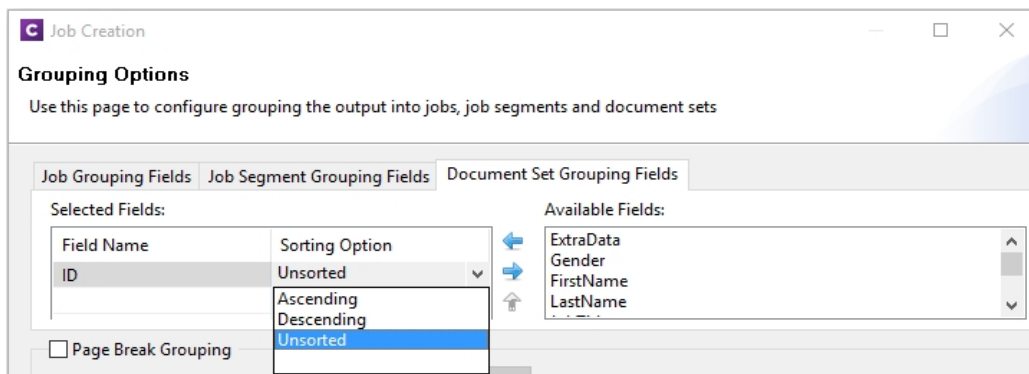 C Job Creation
Grouping Options
Use this page to configure grouping the output into jobs, job segments and document sets
Job Grouping Fields Job Segment Grouping Fields Document Set Grouping Fields
Selected Fields: Available Fields:
Field Name Sorting Option ExtraData
Gender
ID Unsorted FirstName
Ascending LastName
Descending
Unsorted
Page Break Grouping